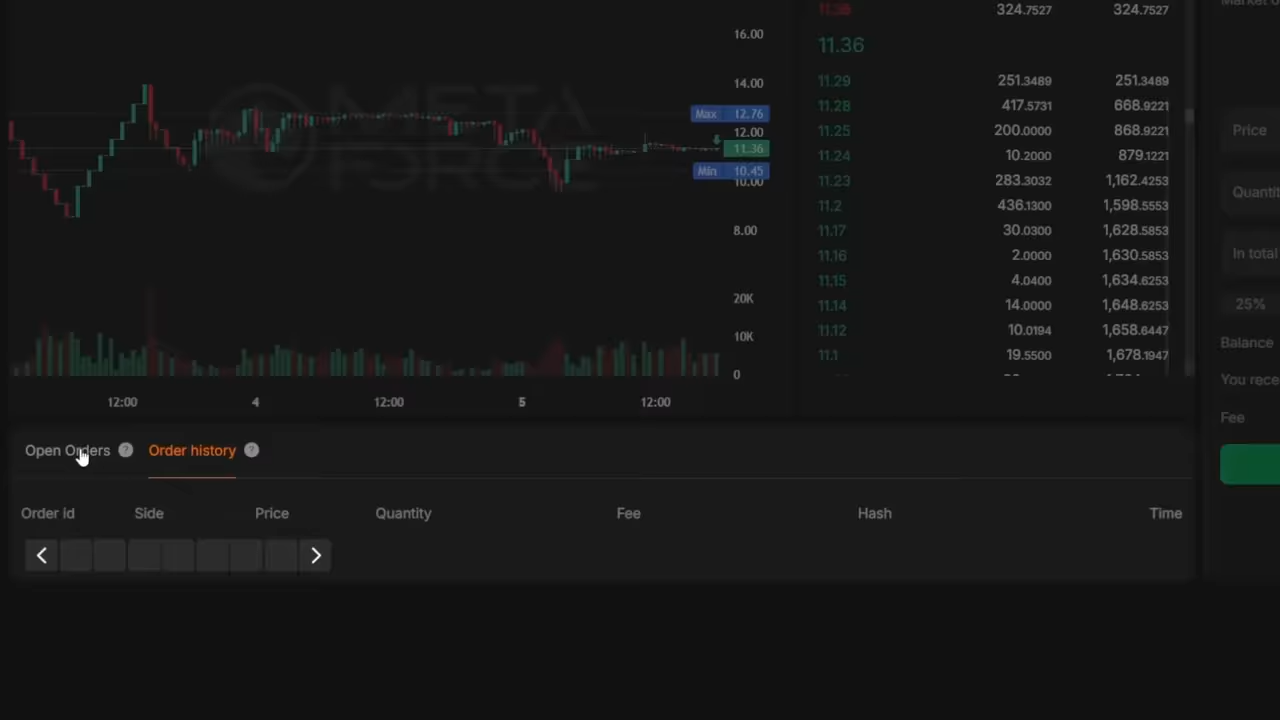 16.00
14.00
Max 12.76
12.00
11.36
Min 10.45
10.00
8.00
20K
10K
0
12:00 4 12:00 5 12:00
META
FORCE
11.38 324.7527 324.7527
11.36
11.29 251.3489 251.3489
11.28 417.5731 668.9221
11.25 200.0000 868.9221
11.24 10.2000 879.1221
11.23 283.3032 1,162.4253
11.2 436.1300 1,598.5553
11.17 30.0300 1,628.5853
11.16 2.0000 1,630.5853
11.15 4.0400 1,634.6253
11.14 14.0000 1,648.6253
11.12 10.0194 1,658.6447
11.1 19.5500 1,678.1947
Price
In total
25%
Balance
Fee
Open Orders ? Order history ?
Order id Side Price Quantity Fee Hash Time